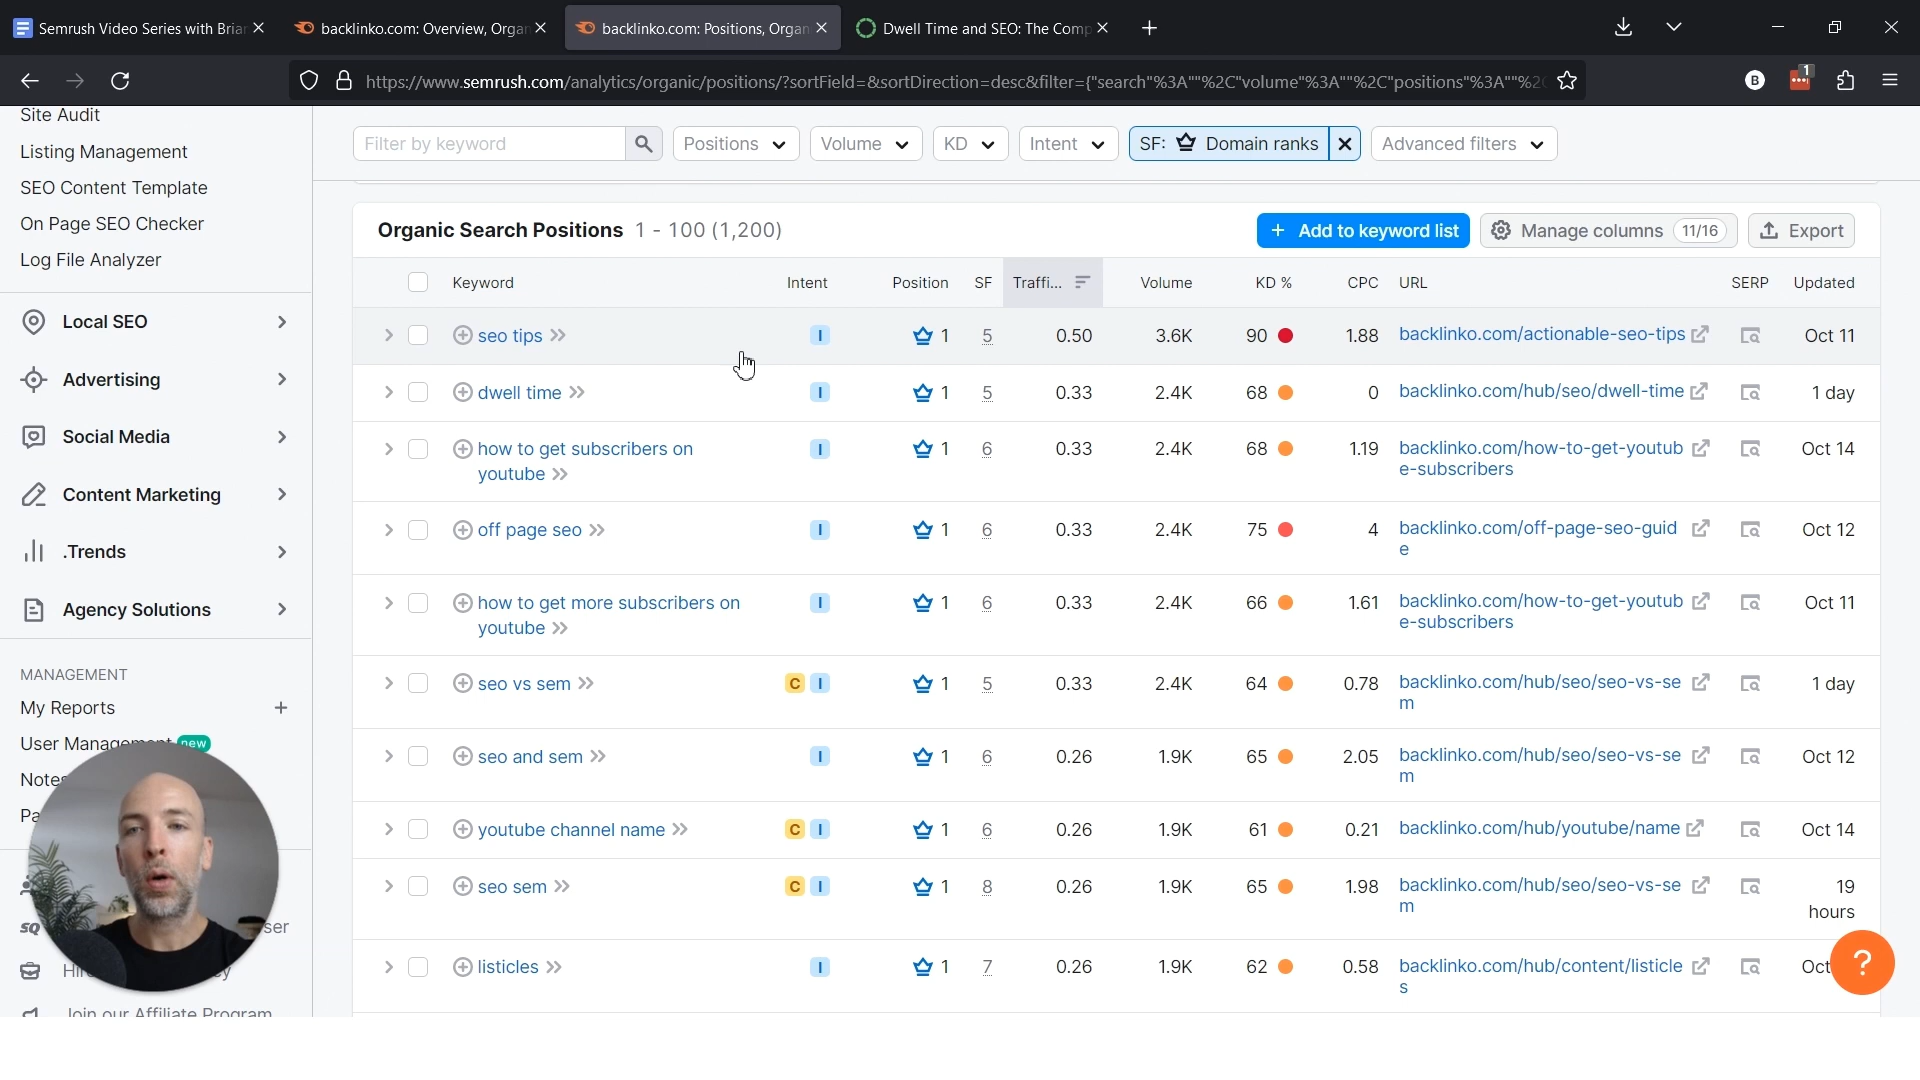 Semrush Video Series with Bria
backlinko.com: Overview, Organ
backlinko.com: Positions, Organ
Dwell Time and SEO: The Comp
https://www.semrush.com/analytics/organic/positions/?sortField=&sortDirection=desc&filter={"search"%3A""%2C"volume"%3A""%2C"positions"%3A""%2C
B
1
Site Audit
Listing Management
SEO Content Template
On Page SEO Checker
Log File Analyzer
Local SEO
Advertising
Social Media
Content Marketing
.Trends
Agency Solutions
MANAGEMENT
My Reports +
User Management new
Notes
Pa
ser
Join our Affiliate Program
Filter by keyword
Positions
Volume
KD
Intent
SF: Domain ranks
Advanced filters
Organic Search Positions 1 - 100 (1,200)
+ Add to keyword list
Manage columns 11/16
Export
Keyword Intent Position SF Traffi... Volume KD % CPC URL SERP Updated
seo tips I 1 5 0.50 3.6K 90 1.88 backlinko.com/actionable-seo-tips Oct 11
dwell time I 1 5 0.33 2.4K 68 0 backlinko.com/hub/seo/dwell-time 1 day
how to get subscribers on I 1 6 0.33 2.4K 68 1.19 backlinko.com/how-to-get-youtub Oct 14
youtube e-subscribers
off page seo I 1 6 0.33 2.4K 75 4 backlinko.com/off-page-seo-guid Oct 12
e
how to get more subscribers on I 1 6 0.33 2.4K 66 1.61 backlinko.com/how-to-get-youtub Oct 11
youtube e-subscribers
seo vs sem C I 1 5 0.33 2.4K 64 0.78 backlinko.com/hub/seo/seo-vs-se 1 day
m
seo and sem I 1 6 0.26 1.9K 65 2.05 backlinko.com/hub/seo/seo-vs-se Oct 12
m
youtube channel name C I 1 6 0.26 1.9K 61 0.21 backlinko.com/hub/youtube/name Oct 14
seo sem C I 1 8 0.26 1.9K 65 1.98 backlinko.com/hub/seo/seo-vs-se 19
m hours
listicles I 1 7 0.26 1.9K 62 0.58 backlinko.com/hub/content/listicle Oct
s
?